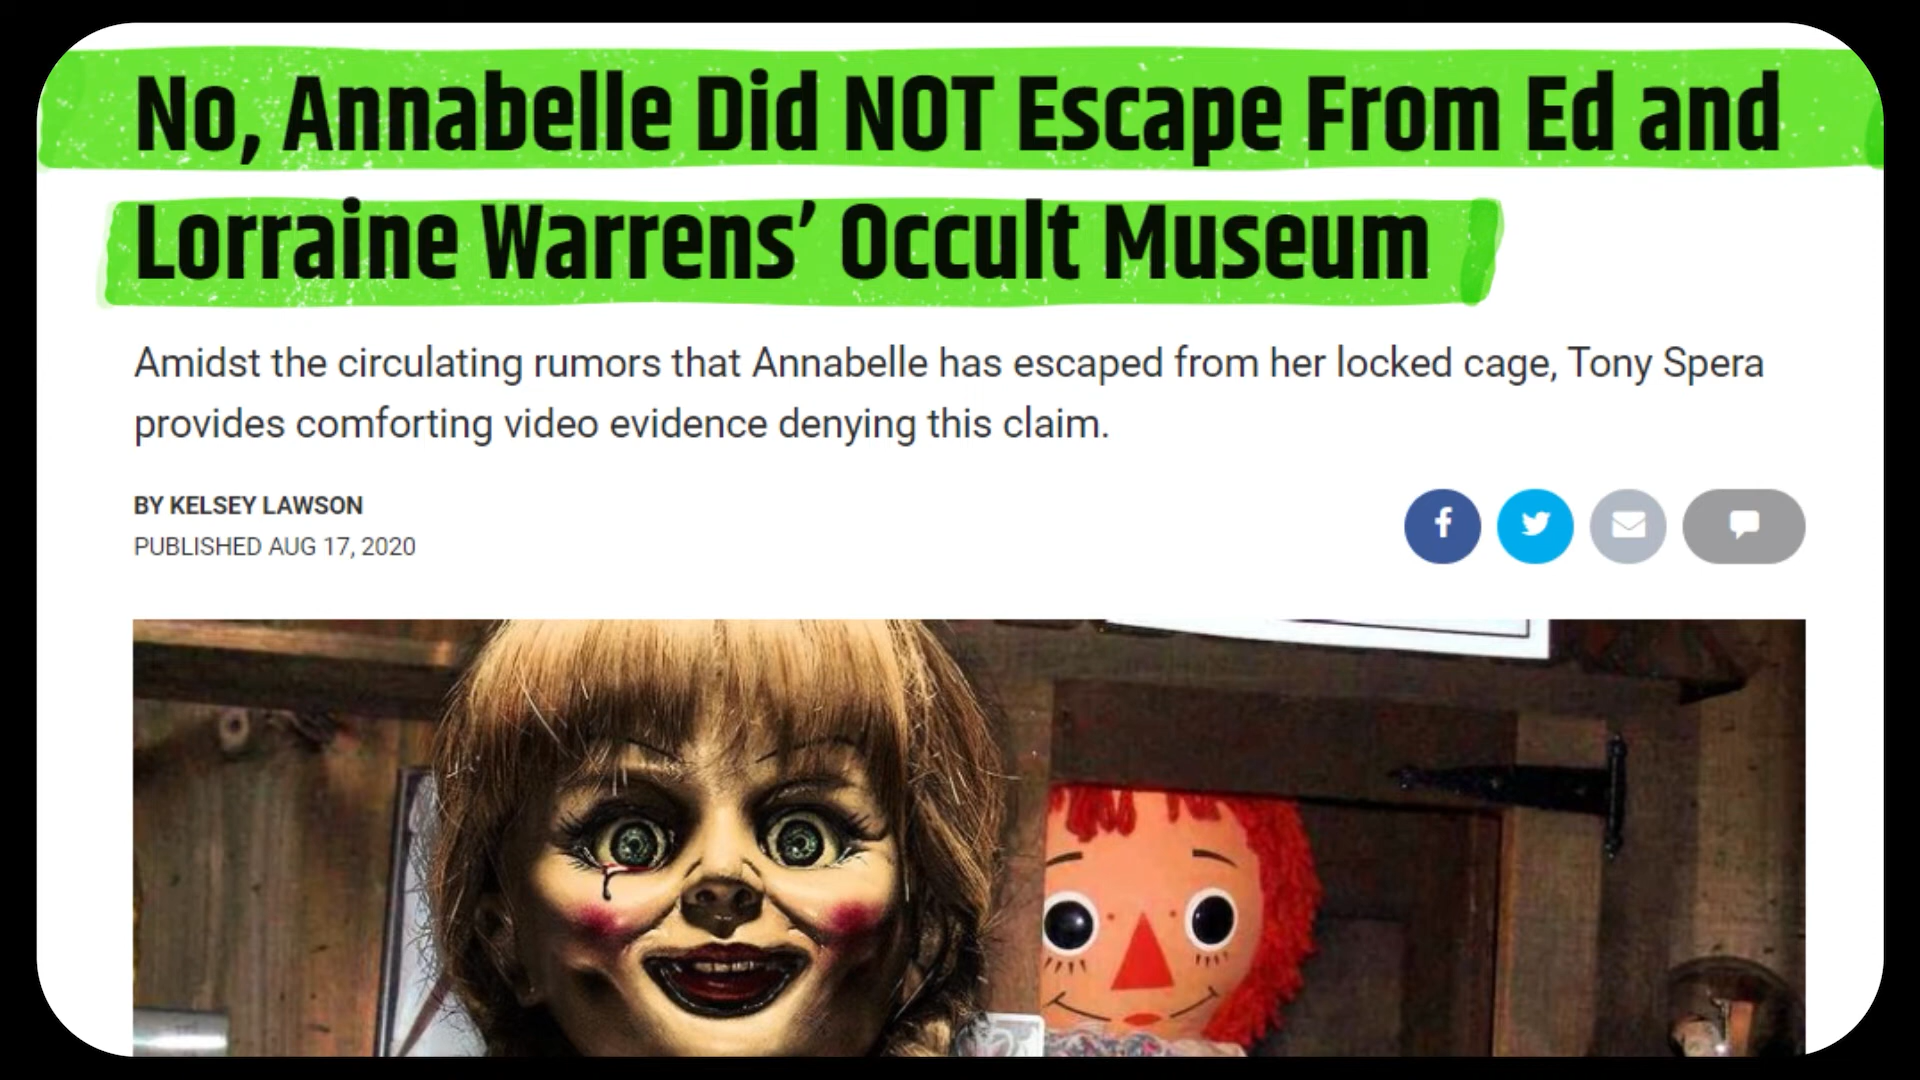 No, Annabelle Did NOT Escape From Ed and
Lorraine Warrens’ Occult Museum
Amidst the circulating rumors that Annabelle has escaped from her locked cage, Tony Spera
provides comforting video evidence denying this claim.
BY KELSEY LAWSON
PUBLISHED AUG 17, 2020